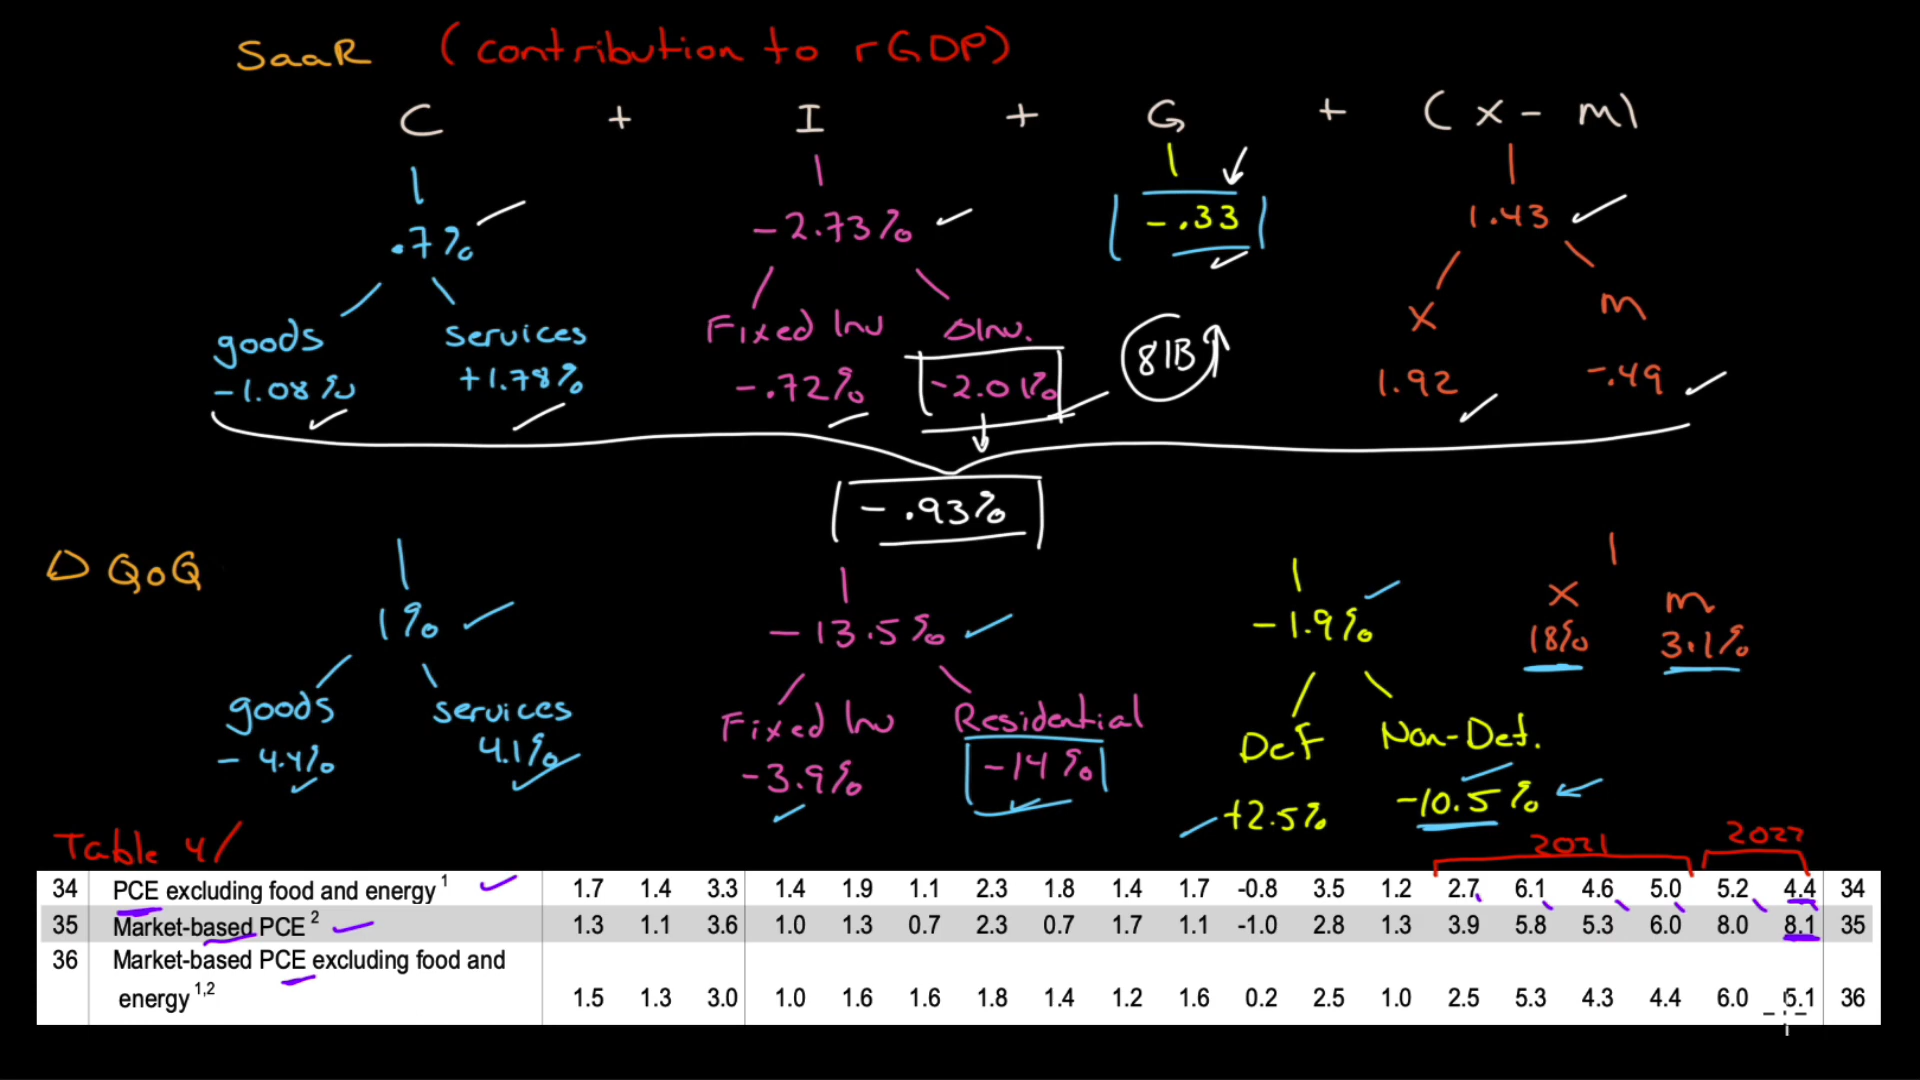 SaaR (contribution to rGDP)
C + I + G + (X - M)
.7% -2.73% -.33 1.43
goods services Fixed Inv ΔInv. 81B X M
-1.08% +1.78% -.72% -2.01% 1.92 -.49
-.93%
Δ QoQ
1% -13.5% -1.9% X M
18% 3.1%
goods services Fixed Inv Residential Def Non-Def.
-4.4% 4.1% -3.9% -14% +2.5% -10.5%
Table 4/ 2021 2022
34 PCE excluding food and energy 1 1.7 1.4 3.3 1.4 1.9 1.1 2.3 1.8 1.4 1.7 -0.8 3.5 1.2 2.7 6.1 4.6 5.0 5.2 4.4 34
35 Market-based PCE 2 1.3 1.1 3.6 1.0 1.3 0.7 2.3 0.7 1.7 1.1 -1.0 2.8 1.3 3.9 5.8 5.3 6.0 8.0 8.1 35
36 Market-based PCE excluding food and
energy 1,2 1.5 1.3 3.0 1.0 1.6 1.6 1.8 1.4 1.2 1.6 0.2 2.5 1.0 2.5 5.3 4.3 4.4 6.0 5.1 36